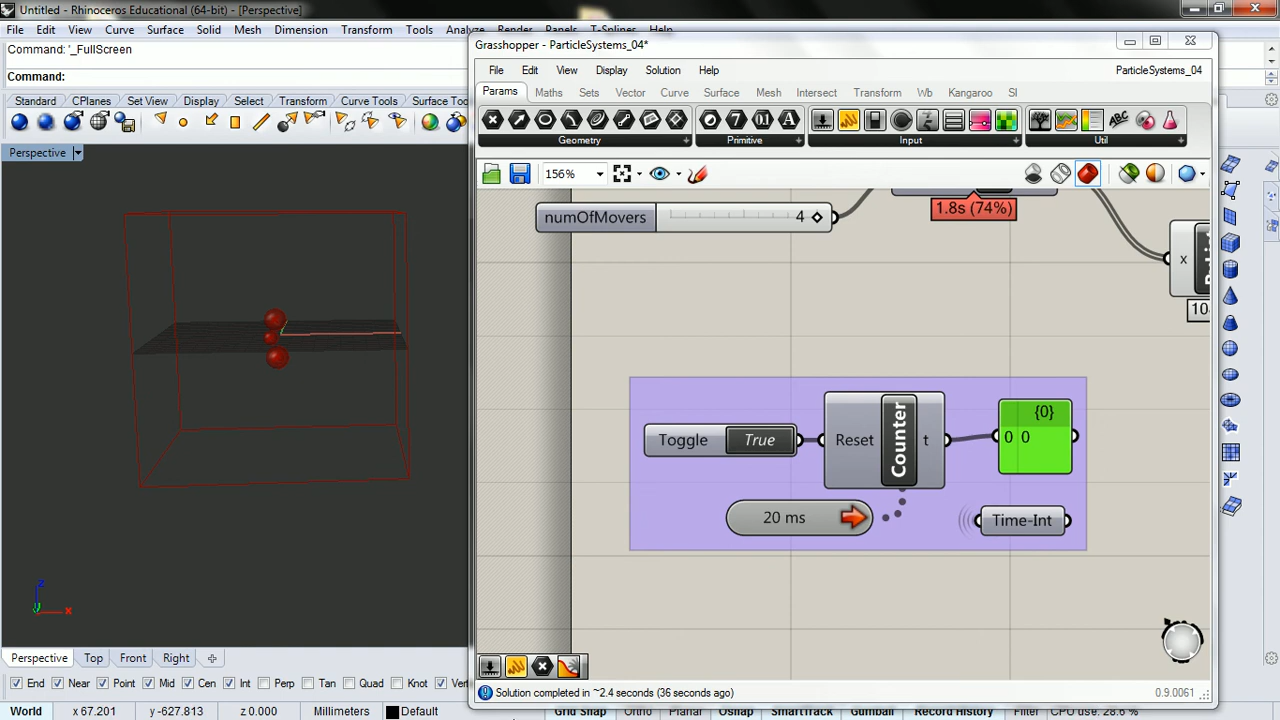 Untitled - Rhinoceros Educational (64-bit) - [Perspective]
File Edit View Curve Surface Solid Mesh Dimension Transform Tools Analyze Render Panels T-Splines Help
Command: '_FullScreen
Command:
Standard CPlanes Set View Display Select Transform Curve Tools Surface Too
Perspective
Grasshopper - ParticleSystems_04*
File Edit View Display Solution Help ParticleSystems_04
Params Maths Sets Vector Curve Surface Mesh Intersect Transform Wb Kangaroo SI
Geometry Primitive Input Util
156%
numOfMovers 4
1.8s (74%)
x
10
Toggle True
Reset Counter t
{0}
0 0
20 ms
Time-Int
z
y x
Perspective Top Front Right
End Near Point Mid Cen Int Perp Tan Quad Knot Vert
Solution completed in ~2.4 seconds (36 seconds ago) 0.9.0061
World x 67.201 y -627.813 z 0.000 Millimeters Default Grid Snap Ortho Planar Osnap SmartTrack Gumball Record History Filter CPU use: 28.6 %